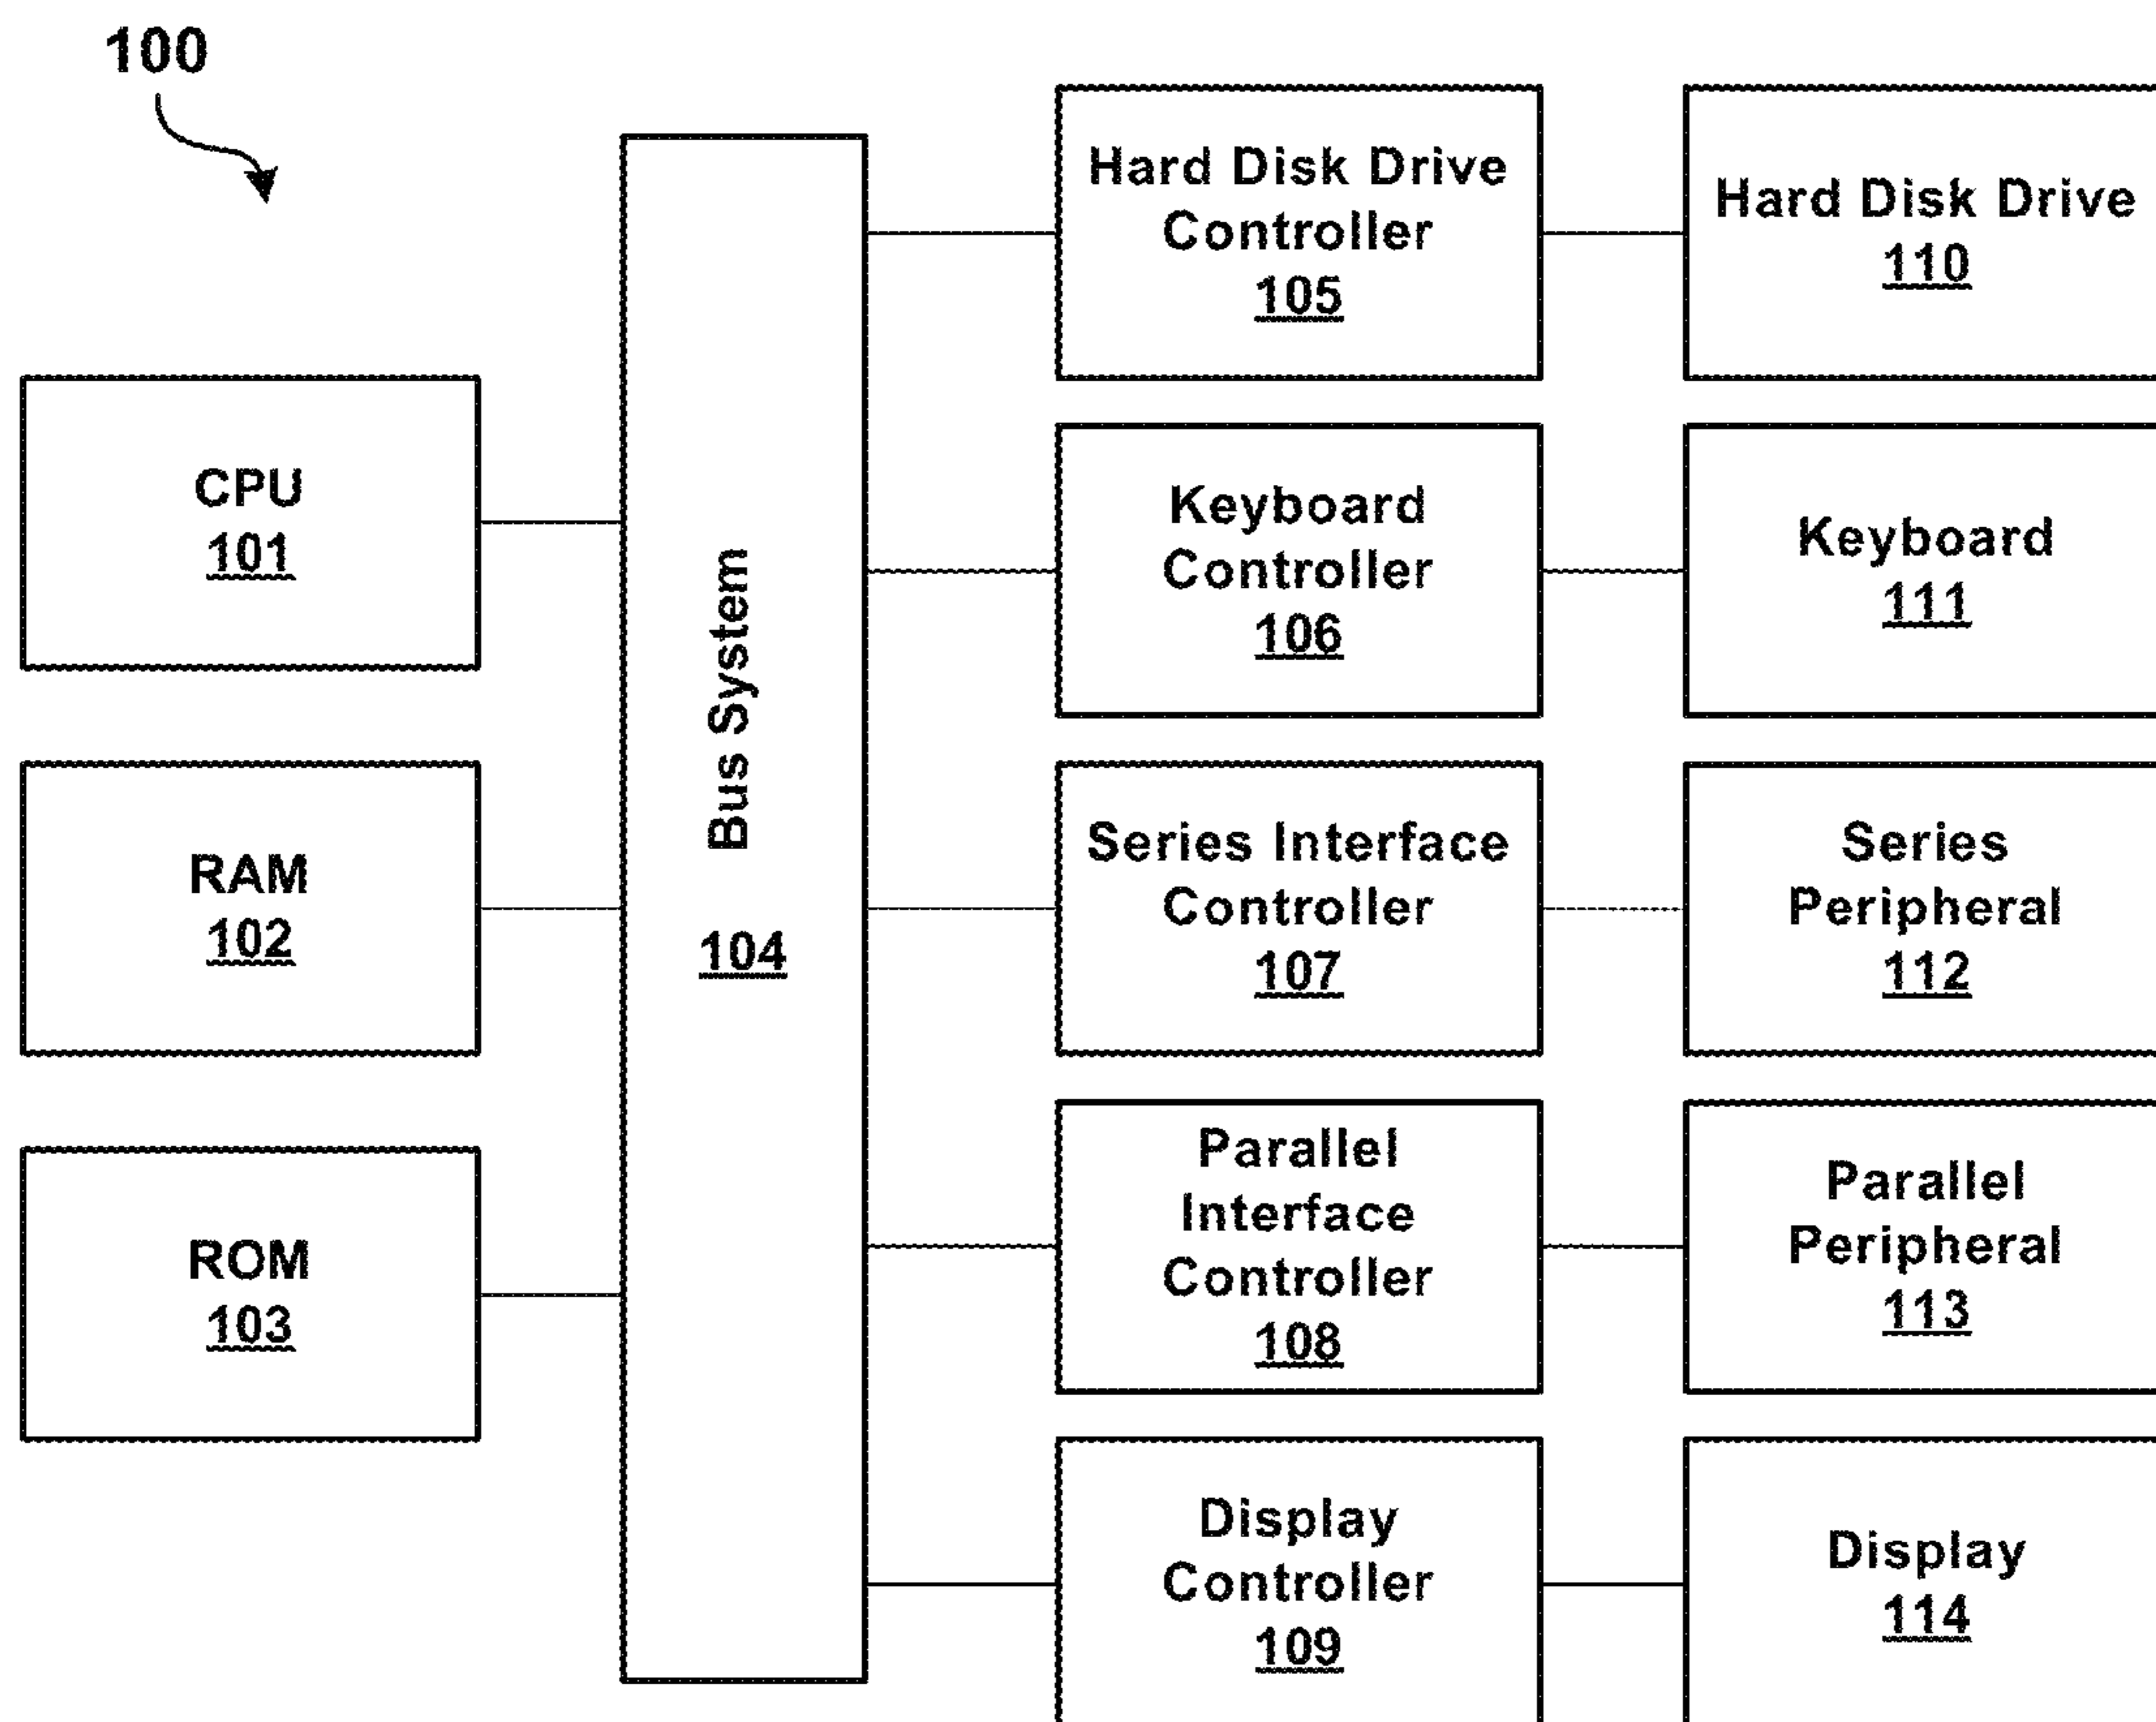 100
CPU
101
RAM
102
ROM
103
Bus System
104
Hard Disk Drive
Controller
105
Keyboard
Controller
106
Series Interface
Controller
107
Parallel
Interface
Controller
108
Display
Controller
109
Hard Disk Drive
110
Keyboard
111
Series
Peripheral
112
Parallel
Peripheral
113
Display
114